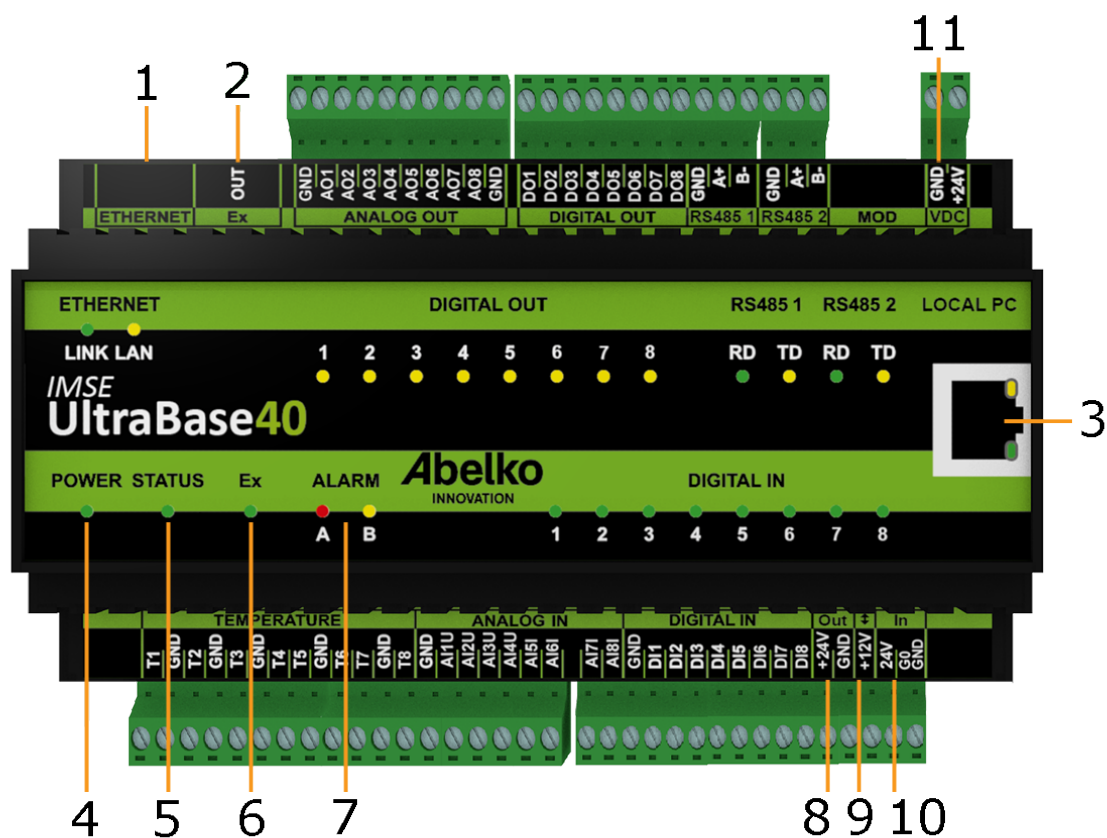 11
1 2
OUT
GND AO1 AO2 AO3 AO4 AO5 AO6 AO7 AO8 GND
DO1 DO2 DO3 DO4 DO5 DO6 DO7 DO8
GND A+ B-
GND A+ B-
GND +24V
ETHERNET Ex ANALOG OUT DIGITAL OUT RS485 1 RS485 2 MOD VDC
ETHERNET DIGITAL OUT RS485 1 RS485 2 LOCAL PC
LINK LAN 1 2 3 4 5 6 7 8 RD TD RD TD
IMSE
UltraBase40
3
POWER STATUS Ex ALARM Abelko DIGITAL IN
INNOVATION
A B 1 2 3 4 5 6 7 8
TEMPERATURE ANALOG IN DIGITAL IN Out ⇕ In
T1 GND T2 GND T3 GND T4 T5 GND T6 T7 GND T8
GND AI1U AI2U AI3U AI4U AI5I AI6I AI7I AI8I
GND DI1 DI2 DI3 DI4 DI5 DI6 DI7 DI8
+24V GND +12V 24V G0 GND
4 5 6 7 8 9 10